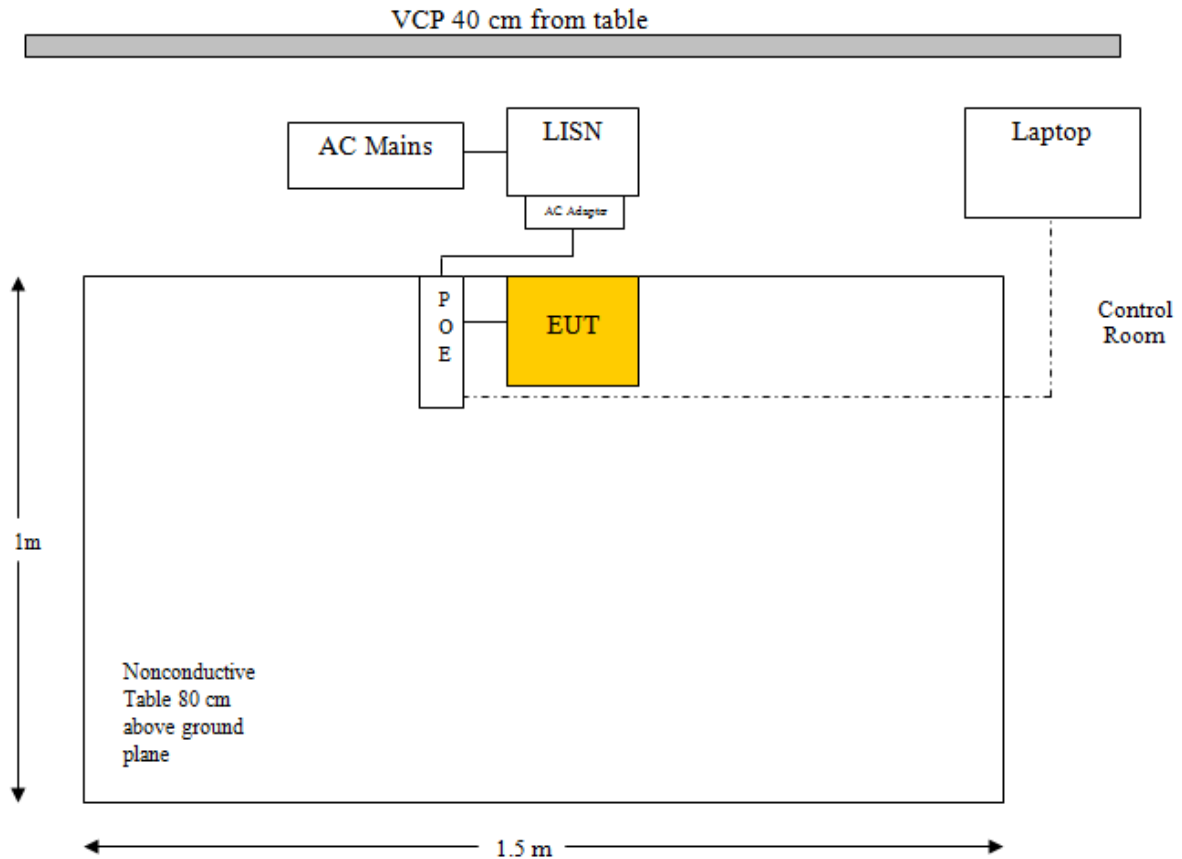 VCP 40 cm from table
AC Mains
LISN
AC Adapter
Laptop
P
O
E
EUT
Control
Room
1m
Nonconductive
Table 80 cm
above ground
plane
1.5 m